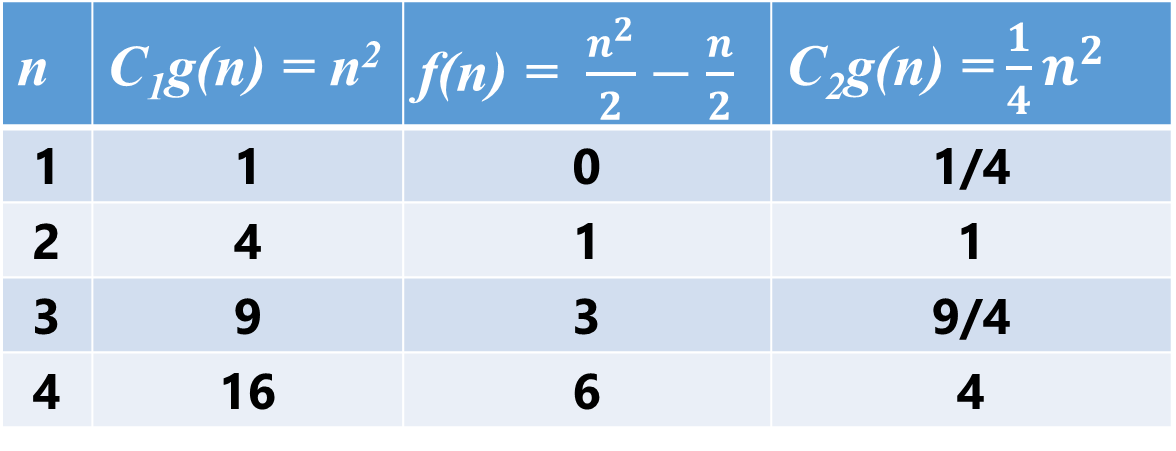 n C₁g(n) = n² f(n) = n²/2 − n/2 C₂g(n) = 1/4 n²
1 1 0 1/4
2 4 1 1
3 9 3 9/4
4 16 6 4